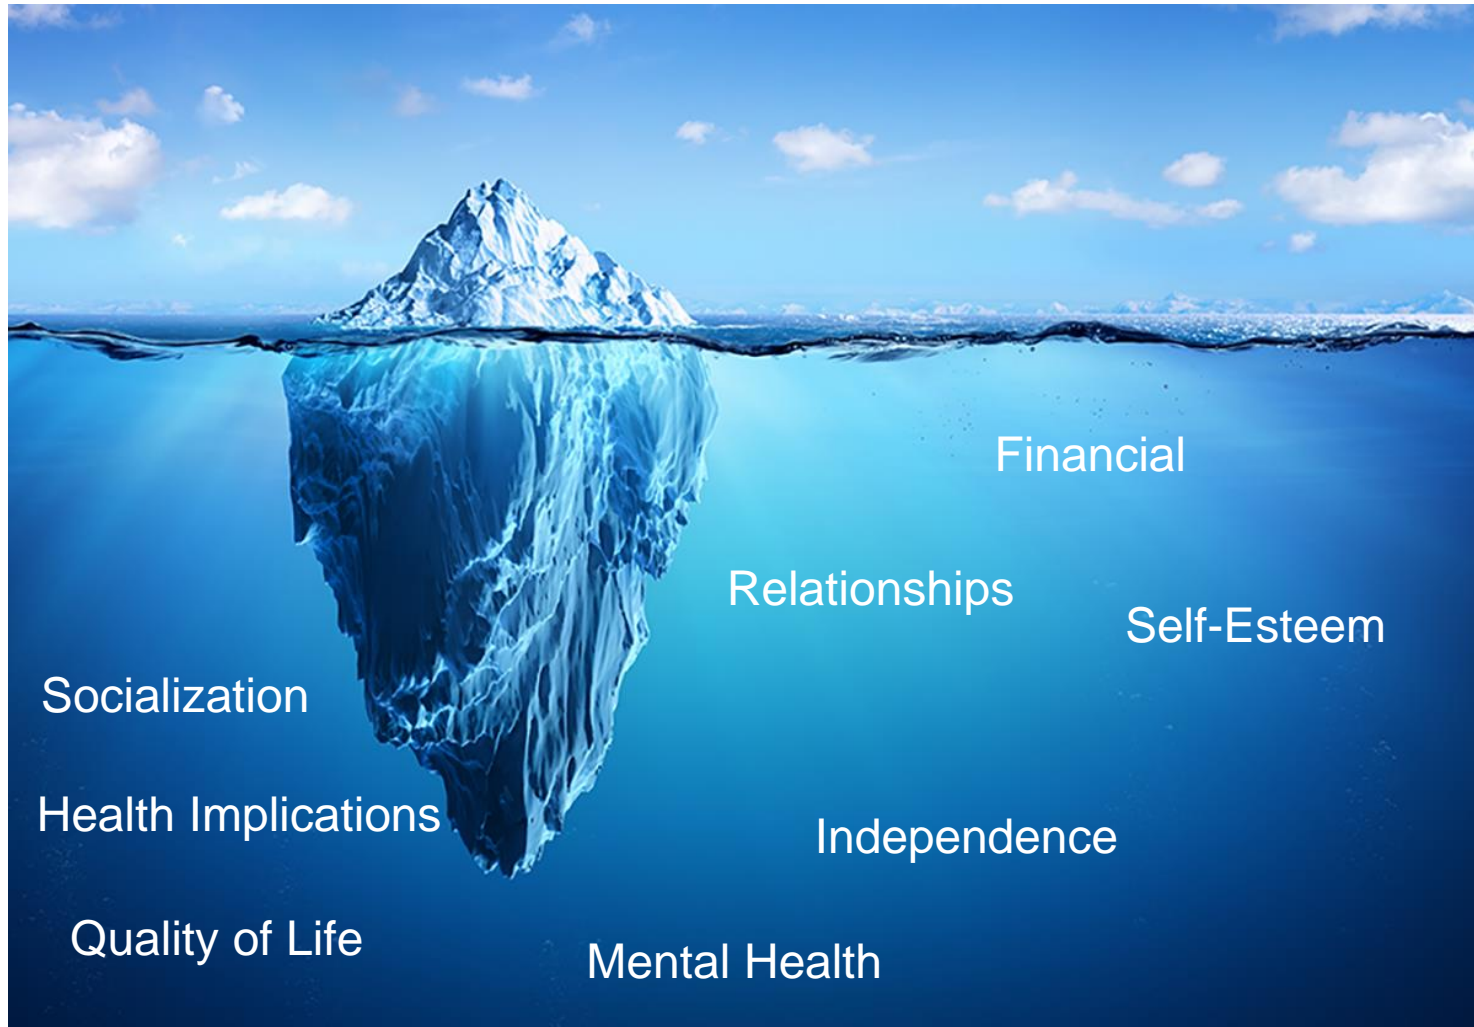 Financial
Relationships
Self-Esteem
Socialization
Health Implications
Independence
Quality of Life
Mental Health